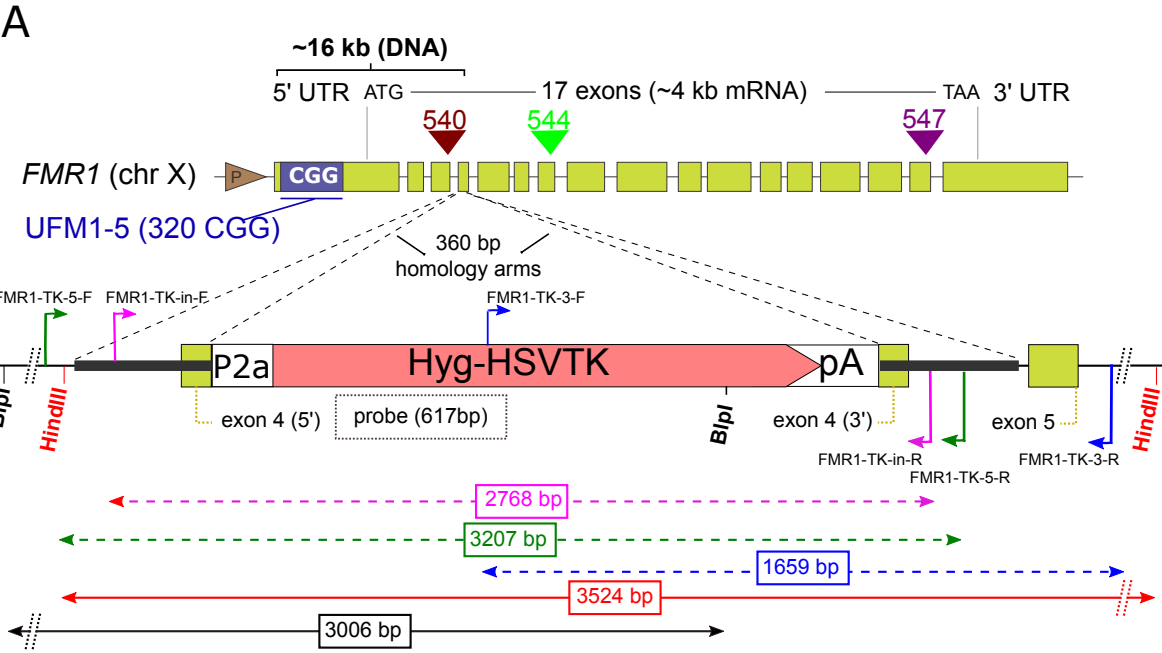 A
~16 kb (DNA)
5' UTR ATG 17 exons (~4 kb mRNA) TAA 3' UTR
540 544 547
FMR1 (chr X) P CGG
UFM1-5 (320 CGG)
360 bp
homology arms
FMR1-TK-5-F FMR1-TK-in-F FMR1-TK-3-F
P2a Hyg-HSVTK pA
BlpI HindIII exon 4 (5') probe (617bp) BlpI exon 4 (3') exon 5 HindIII
FMR1-TK-in-R FMR1-TK-3-R
FMR1-TK-5-R
2768 bp
3207 bp
1659 bp
3524 bp
3006 bp